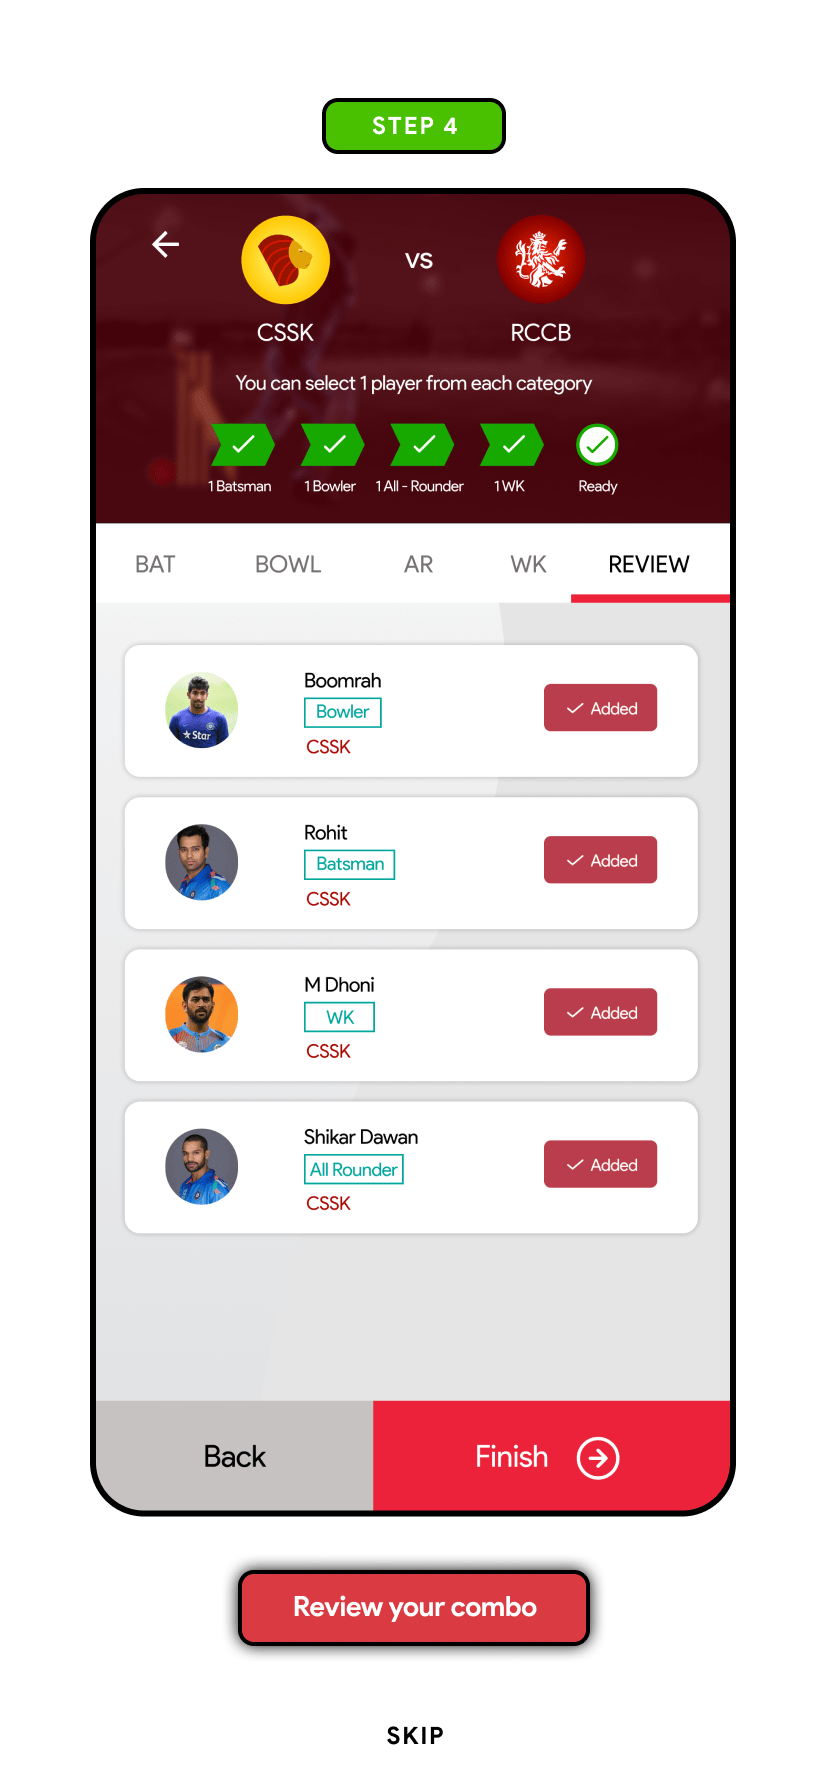 STEP 4
VS
CSSK
RCCB
You can select 1 player from each category
1 Batsman 1 Bowler 1 All - Rounder 1 WK Ready
BAT BOWL AR WK REVIEW
Boomrah
Bowler
CSSK
Added
★ Star
Rohit
Batsman
CSSK
Added
M Dhoni
WK
CSSK
Added
Shikar Dawan
All Rounder
CSSK
Added
Back
Finish
Review your combo
SKIP